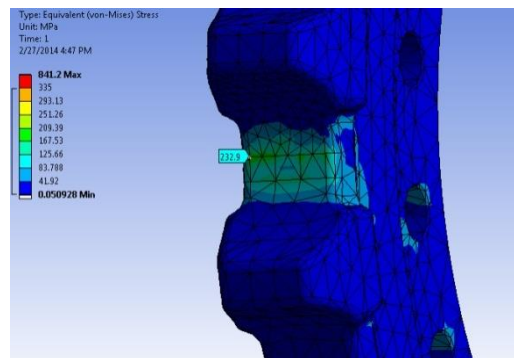 Type: Equivalent (von-Mises) Stress
Unit: MPa
Time: 1
2/27/2014 4:47 PM
841.2 Max
335
293.13
251.26
209.39
167.53
125.66
83.788
41.92
0.050928 Min
232.9